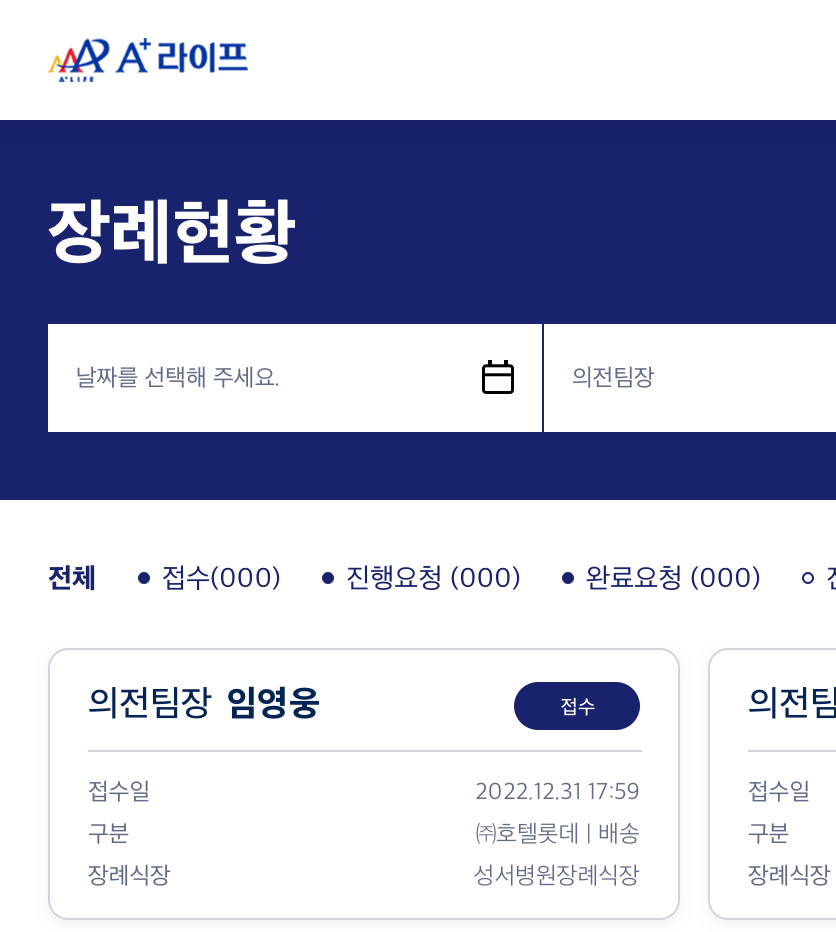 A+ 라이프
A+LIFE
장례현황
날짜를 선택해 주세요.
의전팀장
전체 접수(000) 진행요청 (000) 완료요청 (000)
의전팀장 임영웅 접수
접수일 2022.12.31 17:59
구분 ㈜호텔롯데 | 배송
장례식장 성서병원장례식장
의전팀
접수일
구분
장례식장